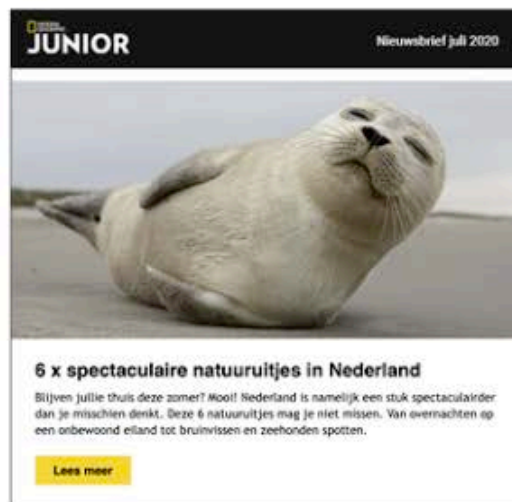 JUNIOR
Nieuwsbrief juli 2020
6 x spectaculaire natuuruitjes in Nederland
Blijven jullie thuis deze zomer? Mooi! Nederland is namelijk een stuk spectaculairder
dan je misschien denkt. Deze 6 natuuruitjes mag je niet missen. Van overnachten op
een onbewoond eiland tot bruinvissen en zeehonden spotten.
Lees meer